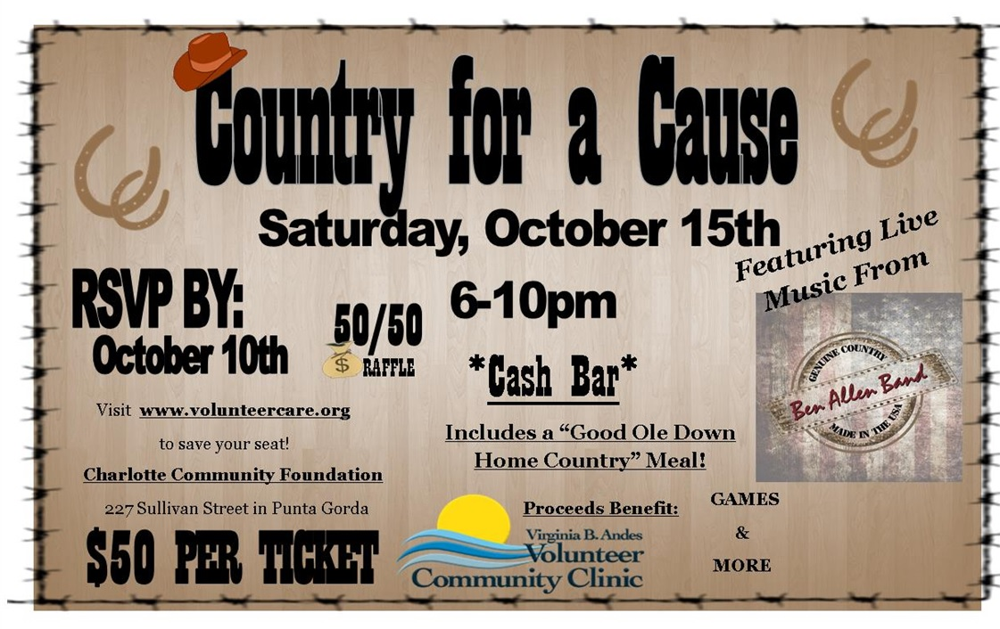 Country for a Cause
Saturday, October 15th
RSVP BY:
October 10th
50/50
$
RAFFLE
6-10pm
*Cash Bar*
Featuring Live
Music From
GENUINE COUNTRY
Ben Allen Band
MADE IN THE USA
Visit www.volunteercare.org
to save your seat!
Charlotte Community Foundation
227 Sullivan Street in Punta Gorda
$50 PER TICKET
Includes a “Good Ole Down
Home Country” Meal!
Proceeds Benefit:
Virginia B. Andes
Volunteer
Community Clinic
GAMES
&
MORE